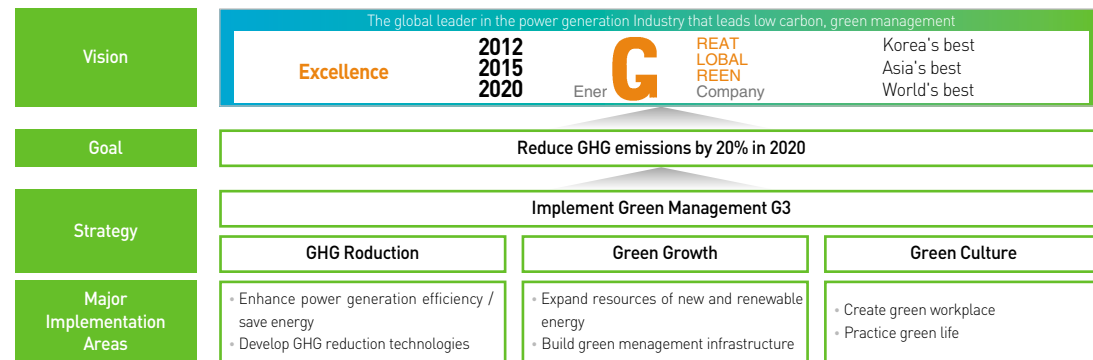 Vision
The global leader in the power generation Industry that leads low carbon, green management
Excellence
2012
2015
2020
Ener G REAT
LOBAL
REEN
Company
Korea's best
Asia's best
World's best
Goal
Reduce GHG emissions by 20% in 2020
Strategy
Implement Green Management G3
GHG Roduction
Green Growth
Green Culture
Major
Implementation
Areas
• Enhance power generation efficiency /
save energy
• Develop GHG reduction technologies
• Expand resources of new and renewable
energy
• Build green menagement infrastructure
• Create green workplace
• Practice green life